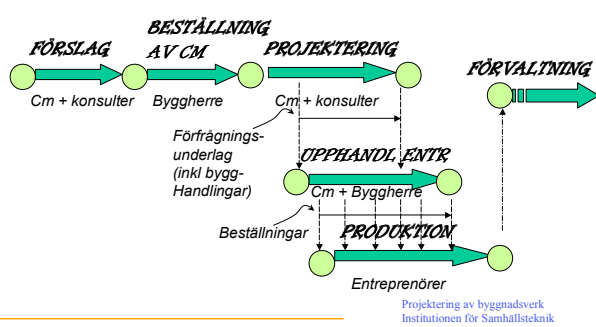 FÖRSLAG
BESTÄLLNING
AV CM
PROJEKTERING
FÖRVALTNING
Cm + konsulter
Byggherre
Cm + konsulter
Förfrågnings-
underlag
(inkl bygg-
Handlingar)
UPPHANDL ENTR
Cm + Byggherre
Beställningar
PRODUKTION
Entreprenörer
Projektering av byggnadsverk
Institutionen för Samhällsteknik